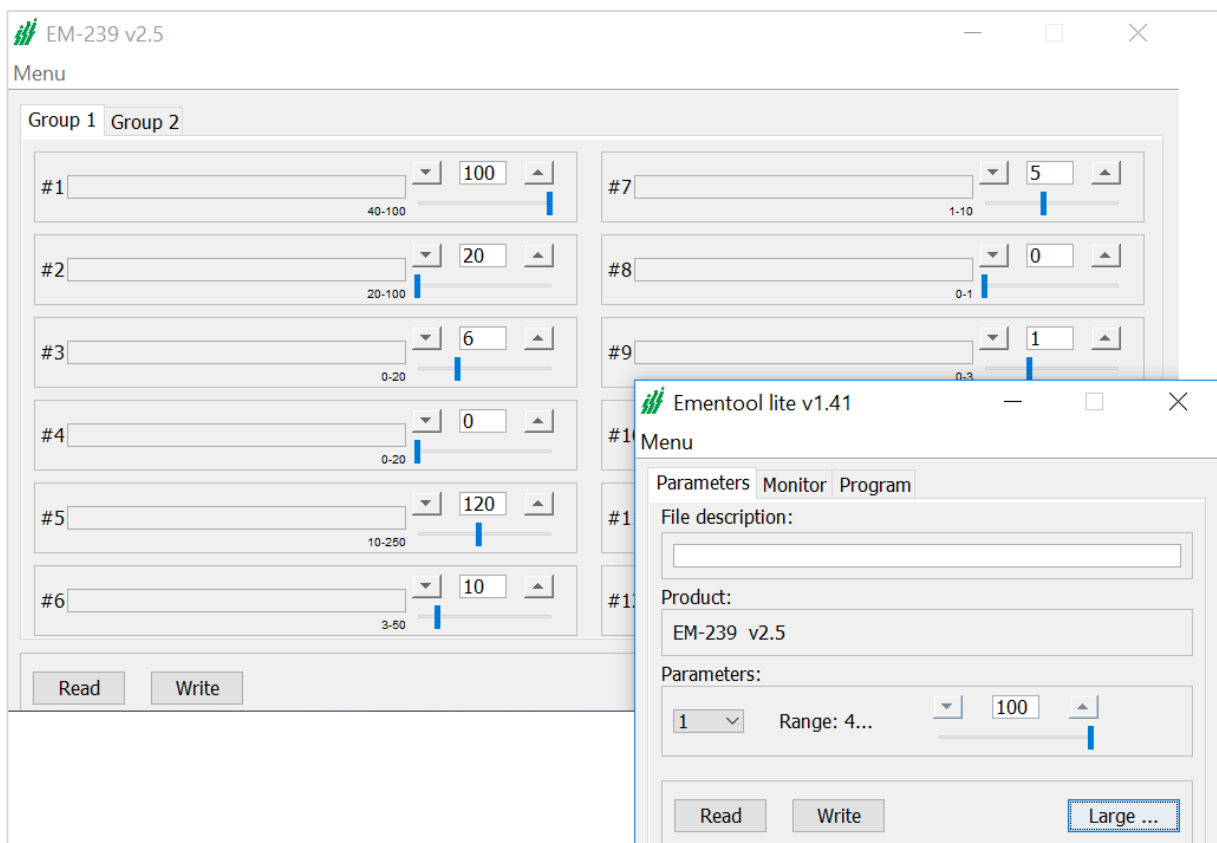 EM-239 v2.5
Menu
Group 1 Group 2
#1 100
40-100
#2 20
20-100
#3 6
0-20
#4 0
0-20
#5 120
10-250
#6 10
3-50
#7 5
1-10
#8 0
0-1
#9 1
0-3
Read Write
Ementool lite v1.41
Menu
Parameters Monitor Program
File description:
Product:
EM-239 v2.5
Parameters:
1 Range: 4... 100
Read Write Large ...